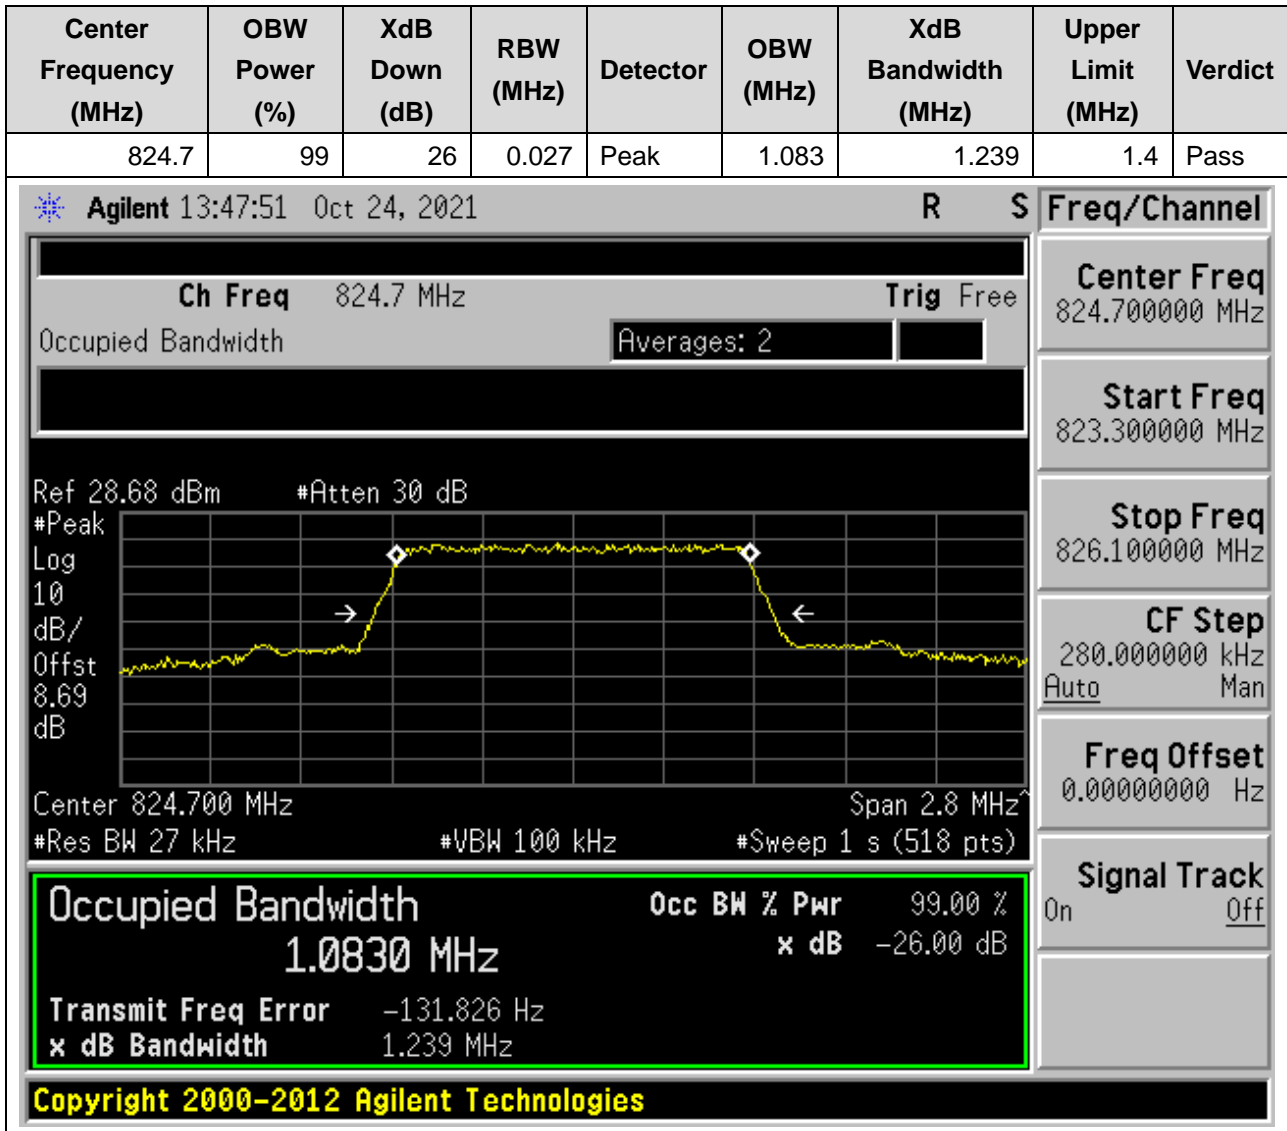 Center Frequency (MHz) OBW Power (%) XdB Down (dB) RBW (MHz) Detector OBW (MHz) XdB Bandwidth (MHz) Upper Limit (MHz) Verdict
824.7 99 26 0.027 Peak 1.083 1.239 1.4 Pass
Agilent 13:47:51 Oct 24, 2021 R S Freq/Channel
Ch Freq 824.7 MHz Trig Free
Occupied Bandwidth Averages: 2
Center Freq
824.700000 MHz
Start Freq
823.300000 MHz
Stop Freq
826.100000 MHz
CF Step
280.000000 kHz
Auto Man
Freq Offset
0.00000000 Hz
Signal Track
On Off
Ref 28.68 dBm #Atten 30 dB
#Peak
Log
10
dB/
Offst
8.69
dB
Center 824.700 MHz Span 2.8 MHz^
#Res BW 27 kHz #VBW 100 kHz #Sweep 1 s (518 pts)
Occupied Bandwidth Occ BW % Pwr 99.00 %
1.0830 MHz x dB -26.00 dB
Transmit Freq Error -131.826 Hz
x dB Bandwidth 1.239 MHz
Copyright 2000-2012 Agilent Technologies